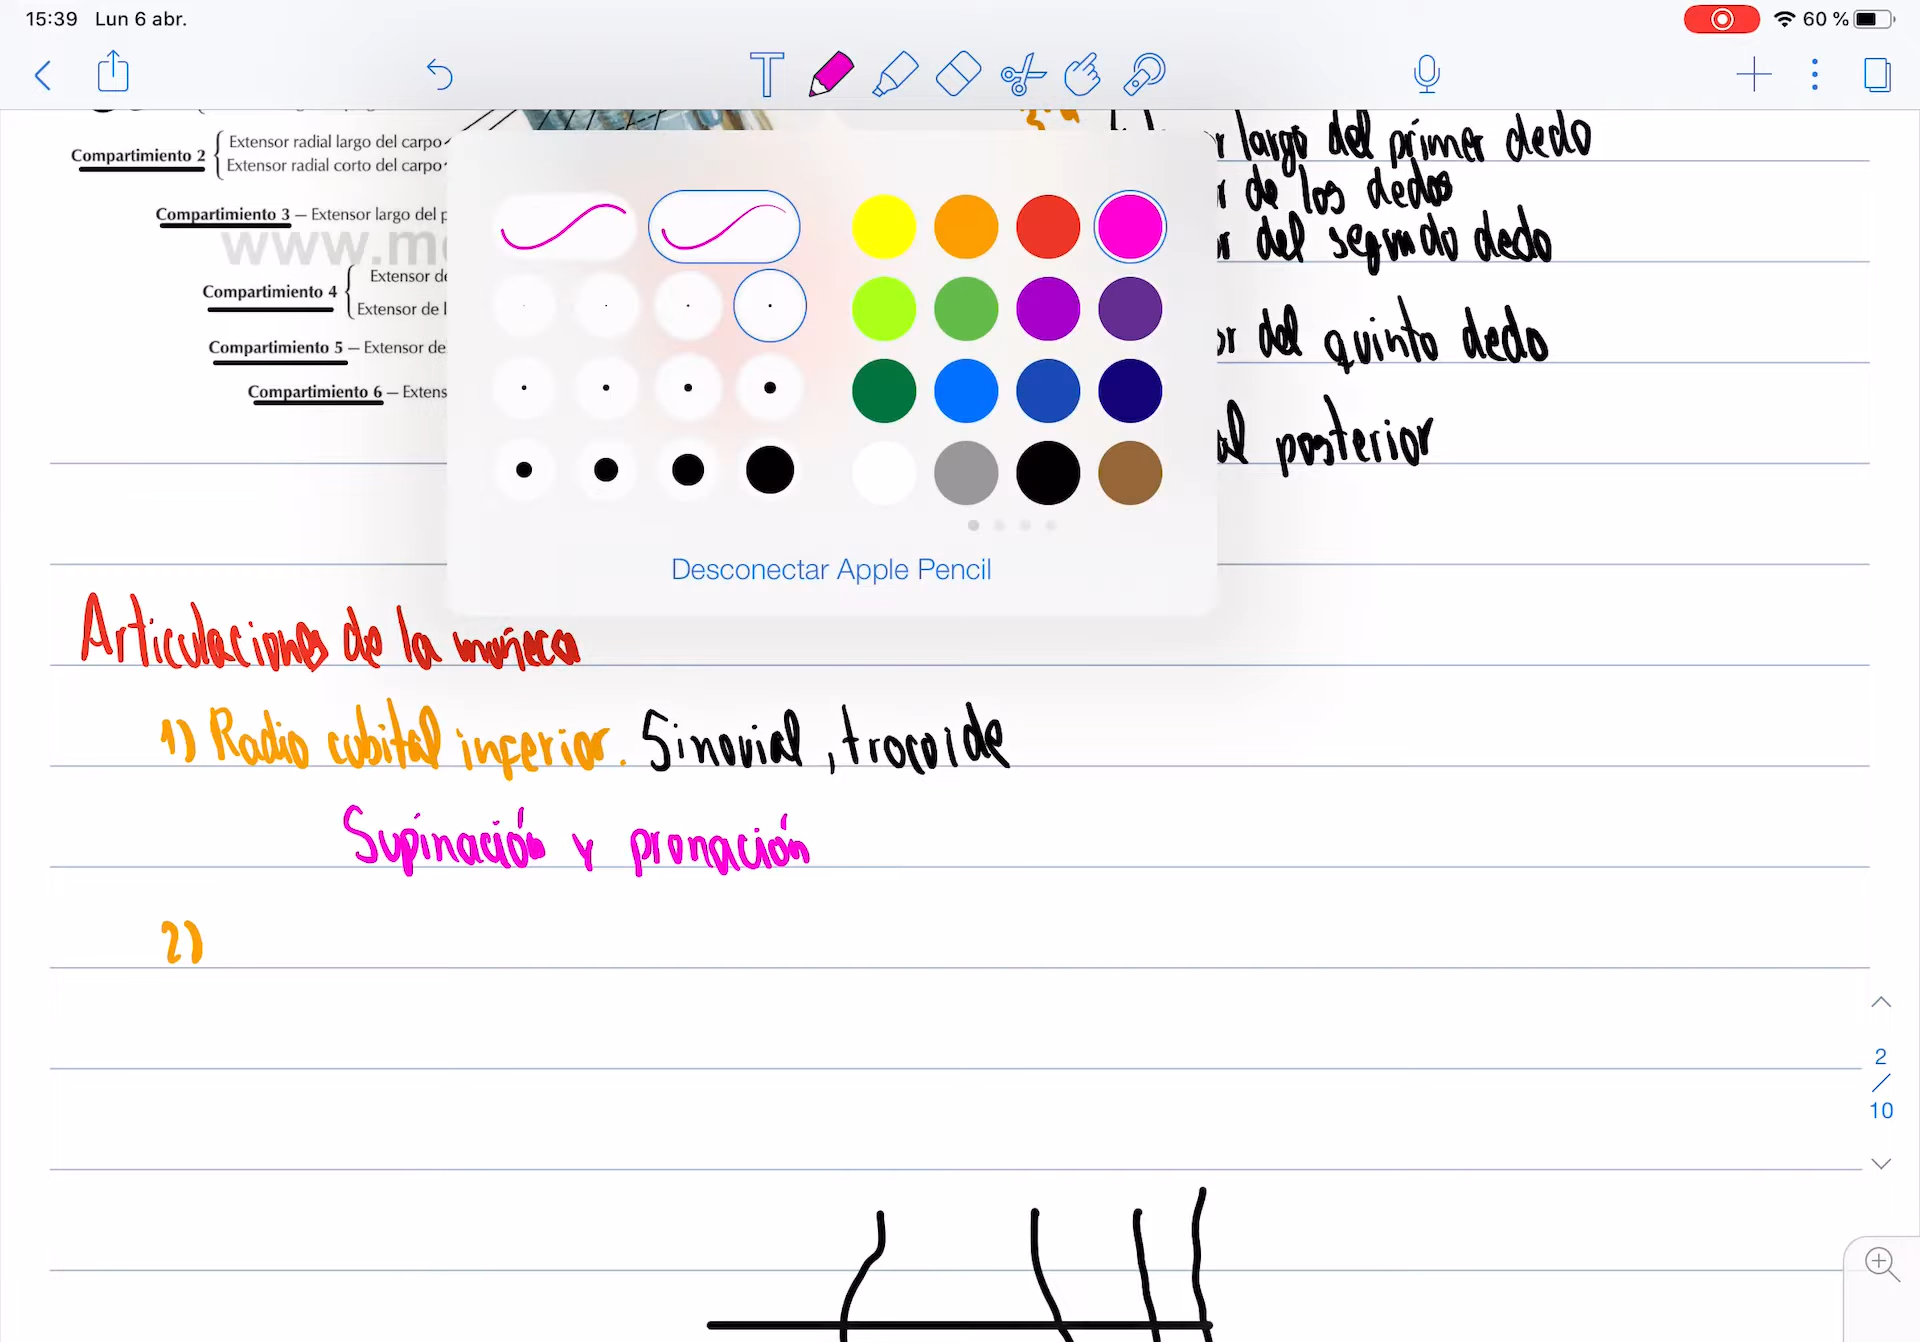 15:39 Lun 6 abr. 60 %
T
Compartimiento 2 Extensor radial largo del carpo
Extensor radial corto del carpo
Compartimiento 3 — Extensor largo del
www.m
Compartimiento 4 Extensor
Extensor de
Compartimiento 5 — Extensor de
Compartimiento 6 —
largo del primer dedo
de los dedos
del segundo dedo
del quinto dedo
posterior
Desconectar Apple Pencil
Articulaciones de la muñeca
1) Radio cubital inferior. Sinovial, trocoide
Supinación y pronación
2)
2
/
10